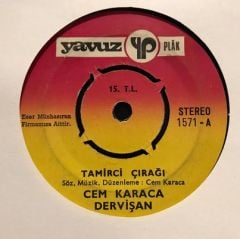 yavuz yp PLÂK
15. T.L.
Eser Münhasıran
Firmamıza Aittir.
STEREO
1571-A
TAMİRCİ ÇIRAĞI
Söz, Müzik, Düzenleme : Cem Karaca
CEM KARACA
DERVİŞAN